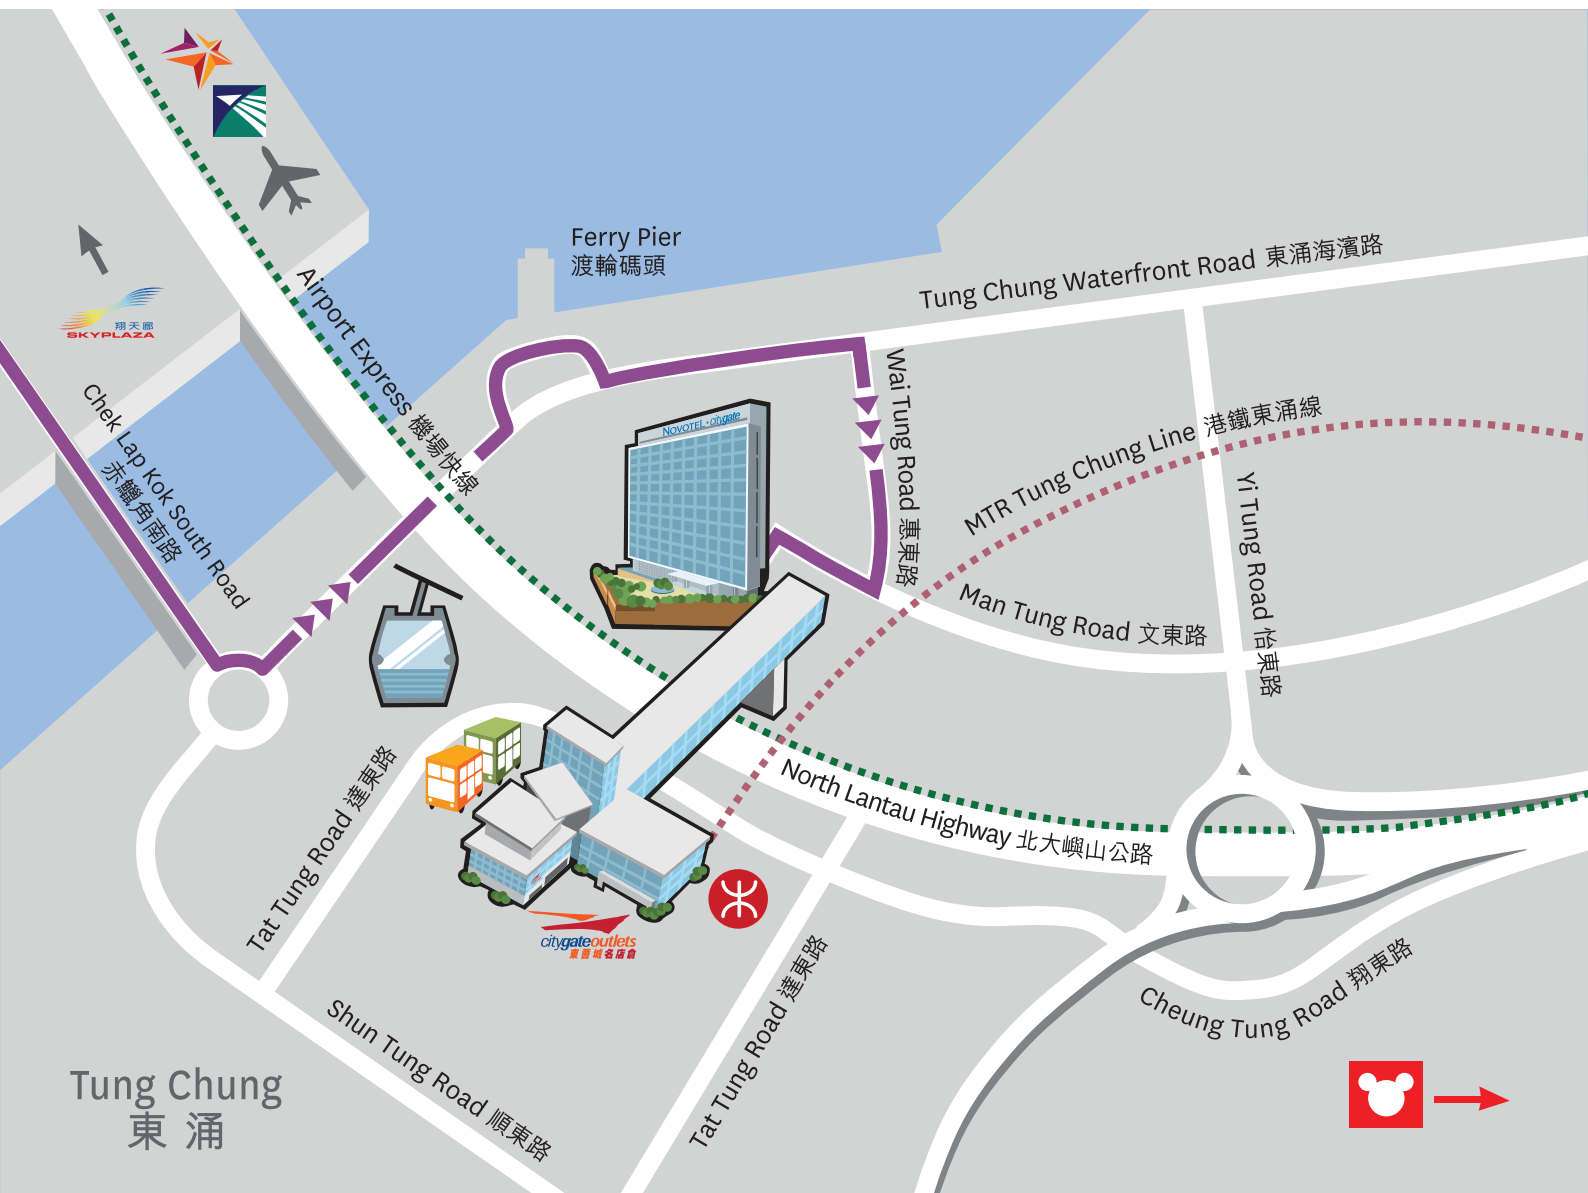 Ferry Pier
渡輪碼頭
Tung Chung Waterfront Road 東涌海濱路
Airport Express 機場快線
翔天廊
SKYPLAZA
Chek Lap Kok South Road
赤鱲角南路
NOVOTEL citygate
Wai Tung Road 惠東路
MTR Tung Chung Line 港鐵東涌線
Yi Tung Road 怡東路
Man Tung Road 文東路
North Lantau Highway 北大嶼山公路
Tat Tung Road 達東路
citygateoutlets
東薈城名店倉
Tat Tung Road 達東路
Cheung Tung Road 翔東路
Shun Tung Road 順東路
Tung Chung
東涌